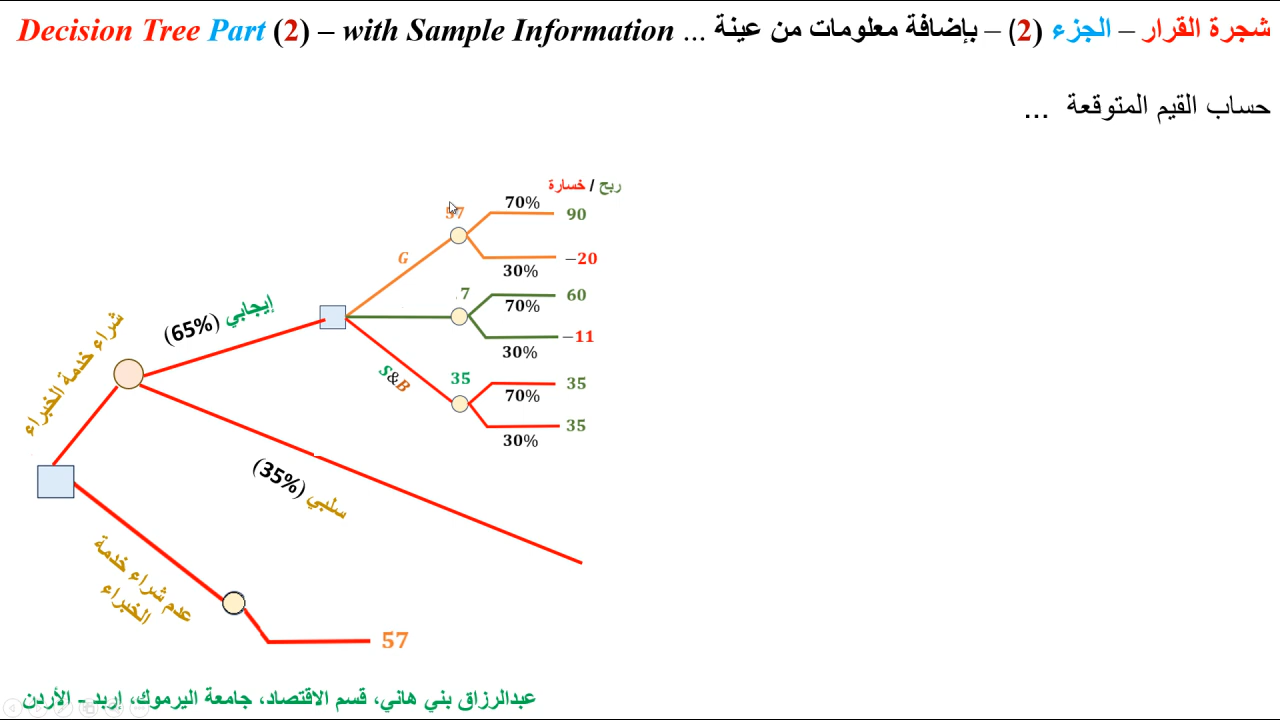 Decision Tree Part (2) – with Sample Information ... شجرة القرار – الجزء (2) – بإضافة معلومات من عينة
حساب القيم المتوقعة ...
ربح / خسارة
70%
90
G
−20
30%
7
60
70%
−11
30%
إيجابي (65%)
شراء خدمة الخبراء
S&B
35
35
70%
35
30%
سلبي (35%)
عدم شراء خدمة
الخبراء
57
عبدالرزاق بني هاني، قسم الاقتصاد، جامعة اليرموك، إربد - الأردن